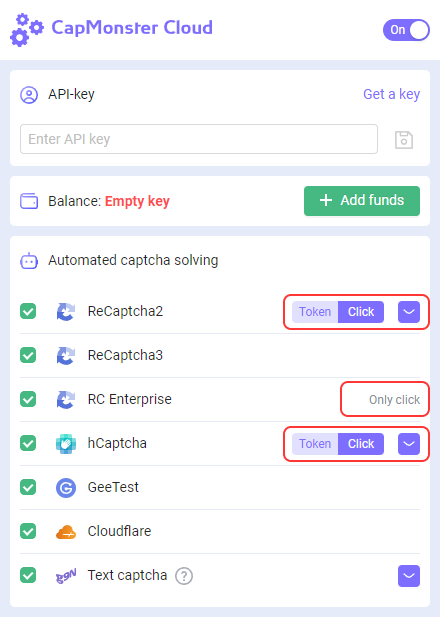 CapMonster Cloud
On
API-key
Get a key
Enter API key
Balance: Empty key
+ Add funds
Automated captcha solving
ReCaptcha2
Token Click
ReCaptcha3
RC Enterprise
Only click
hCaptcha
Token Click
GeeTest
Cloudflare
Text captcha ?